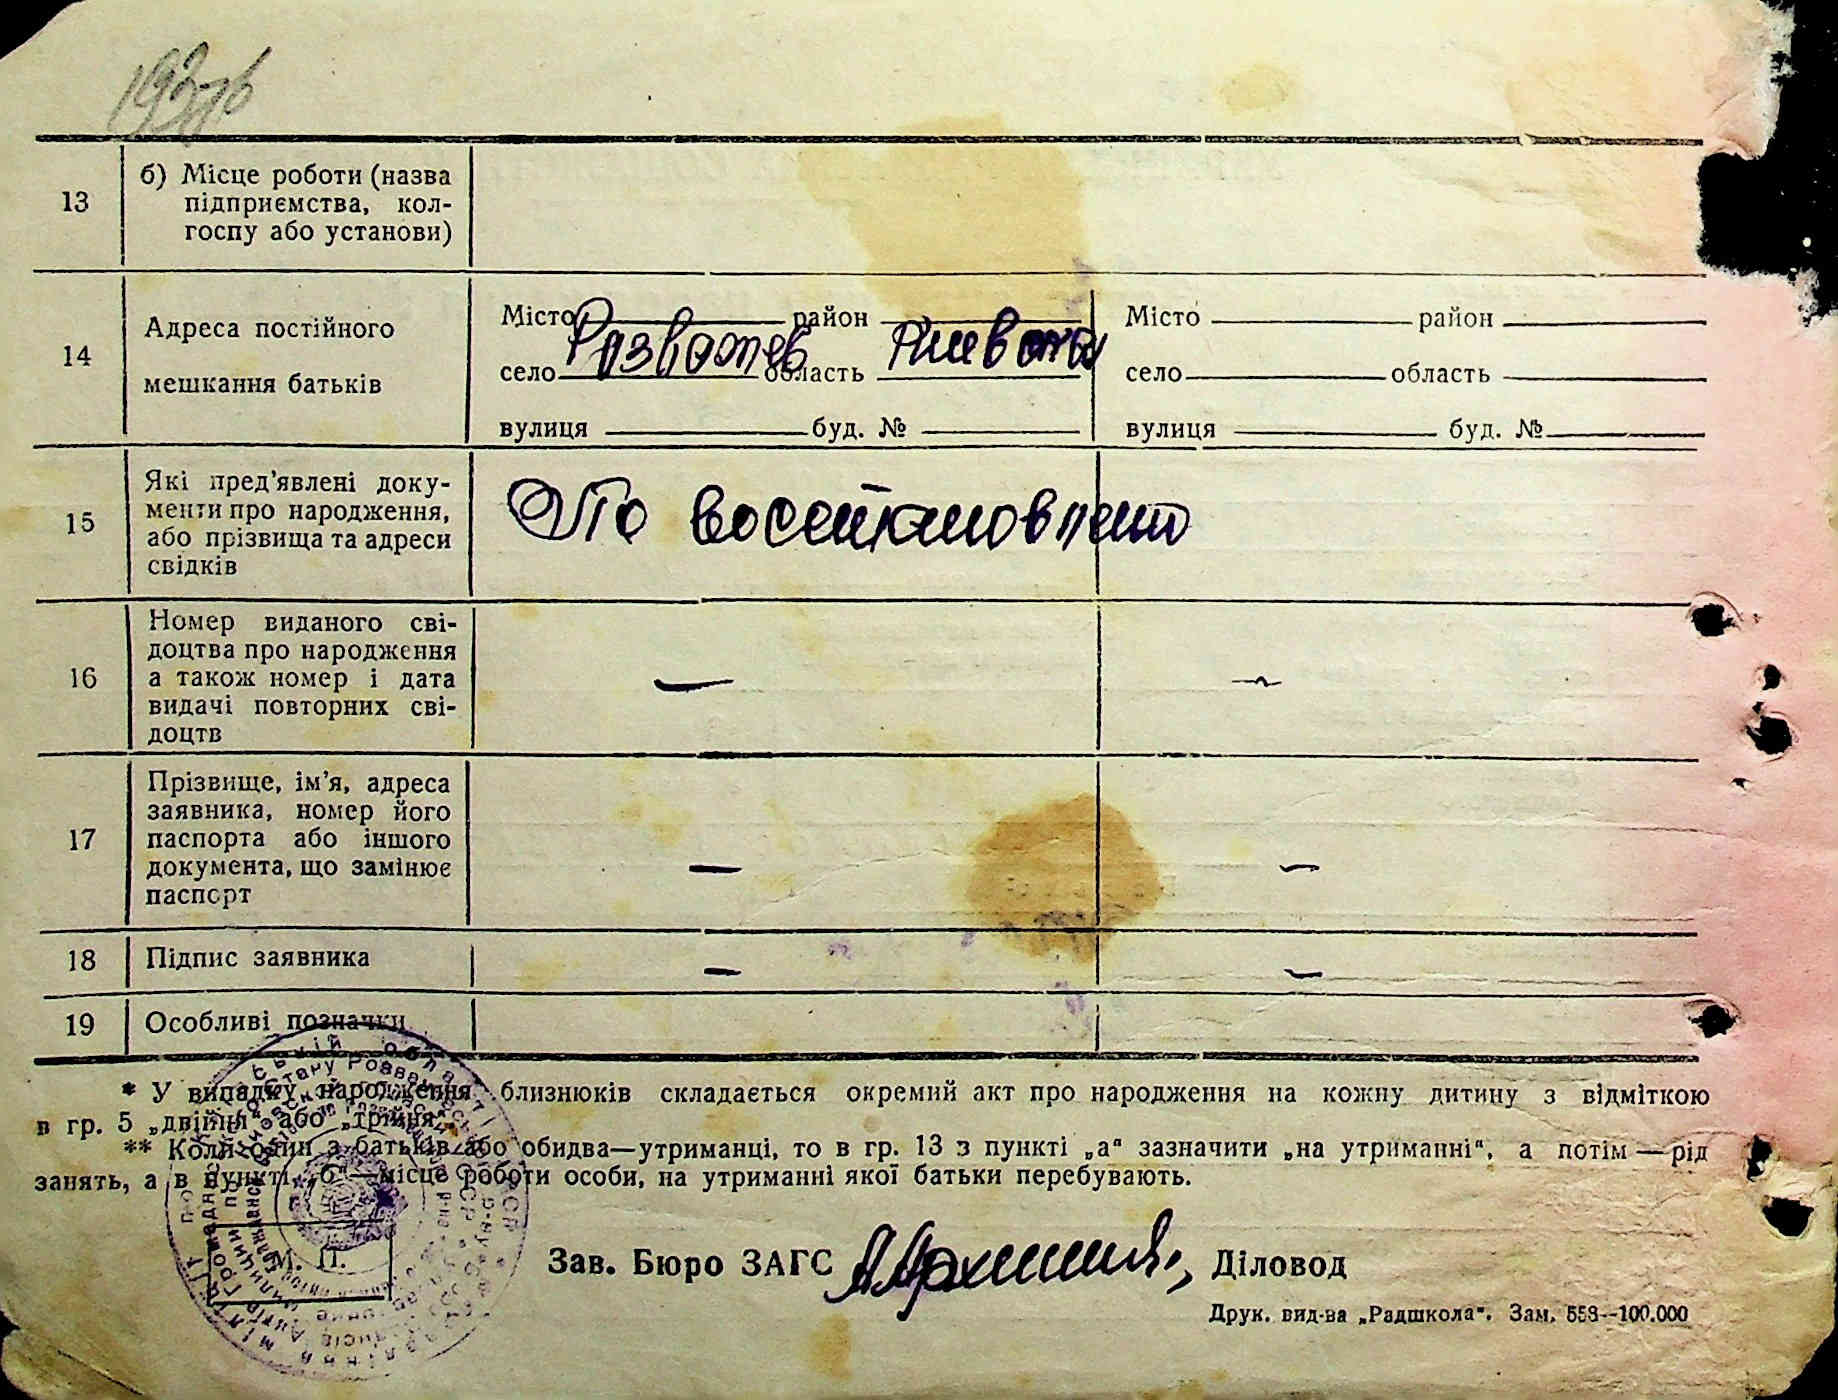 13
б) Місце роботи (назва
підприємства, кол-
госпу або установи)
14
Адреса постійного
мешкання батьків
Місто район
село область
вулиця буд. №
Місто район
село область
вулиця буд. №
15
Які пред'явлені доку-
менти про народження,
або прізвища та адреси
свідків
По восстановлению
16
Номер виданого сві-
доцтва про народження
а також номер і дата
видачі повторних сві-
доцтв
17
Прізвище, ім'я, адреса
заявника, номер його
паспорта або іншого
документа, що замінює
паспорт
18
Підпис заявника
19
Особливі позначки
* У випадку народження близнюків складається окремий акт про народження на кожну дитину з відміткою
в гр. 5 „двійня" або „трійня".
** Коли один з батьків або обидва—утриманці, то в гр. 13 з пункті „а" зазначити „на утриманні", а потім—рід
занять, а в пункті „б"—місце роботи особи, на утриманні якої батьки перебувають.
М. П.
Зав. Бюро ЗАГС Діловод
Друк. вид-ва „Радшкола". Зам. 558--100.000